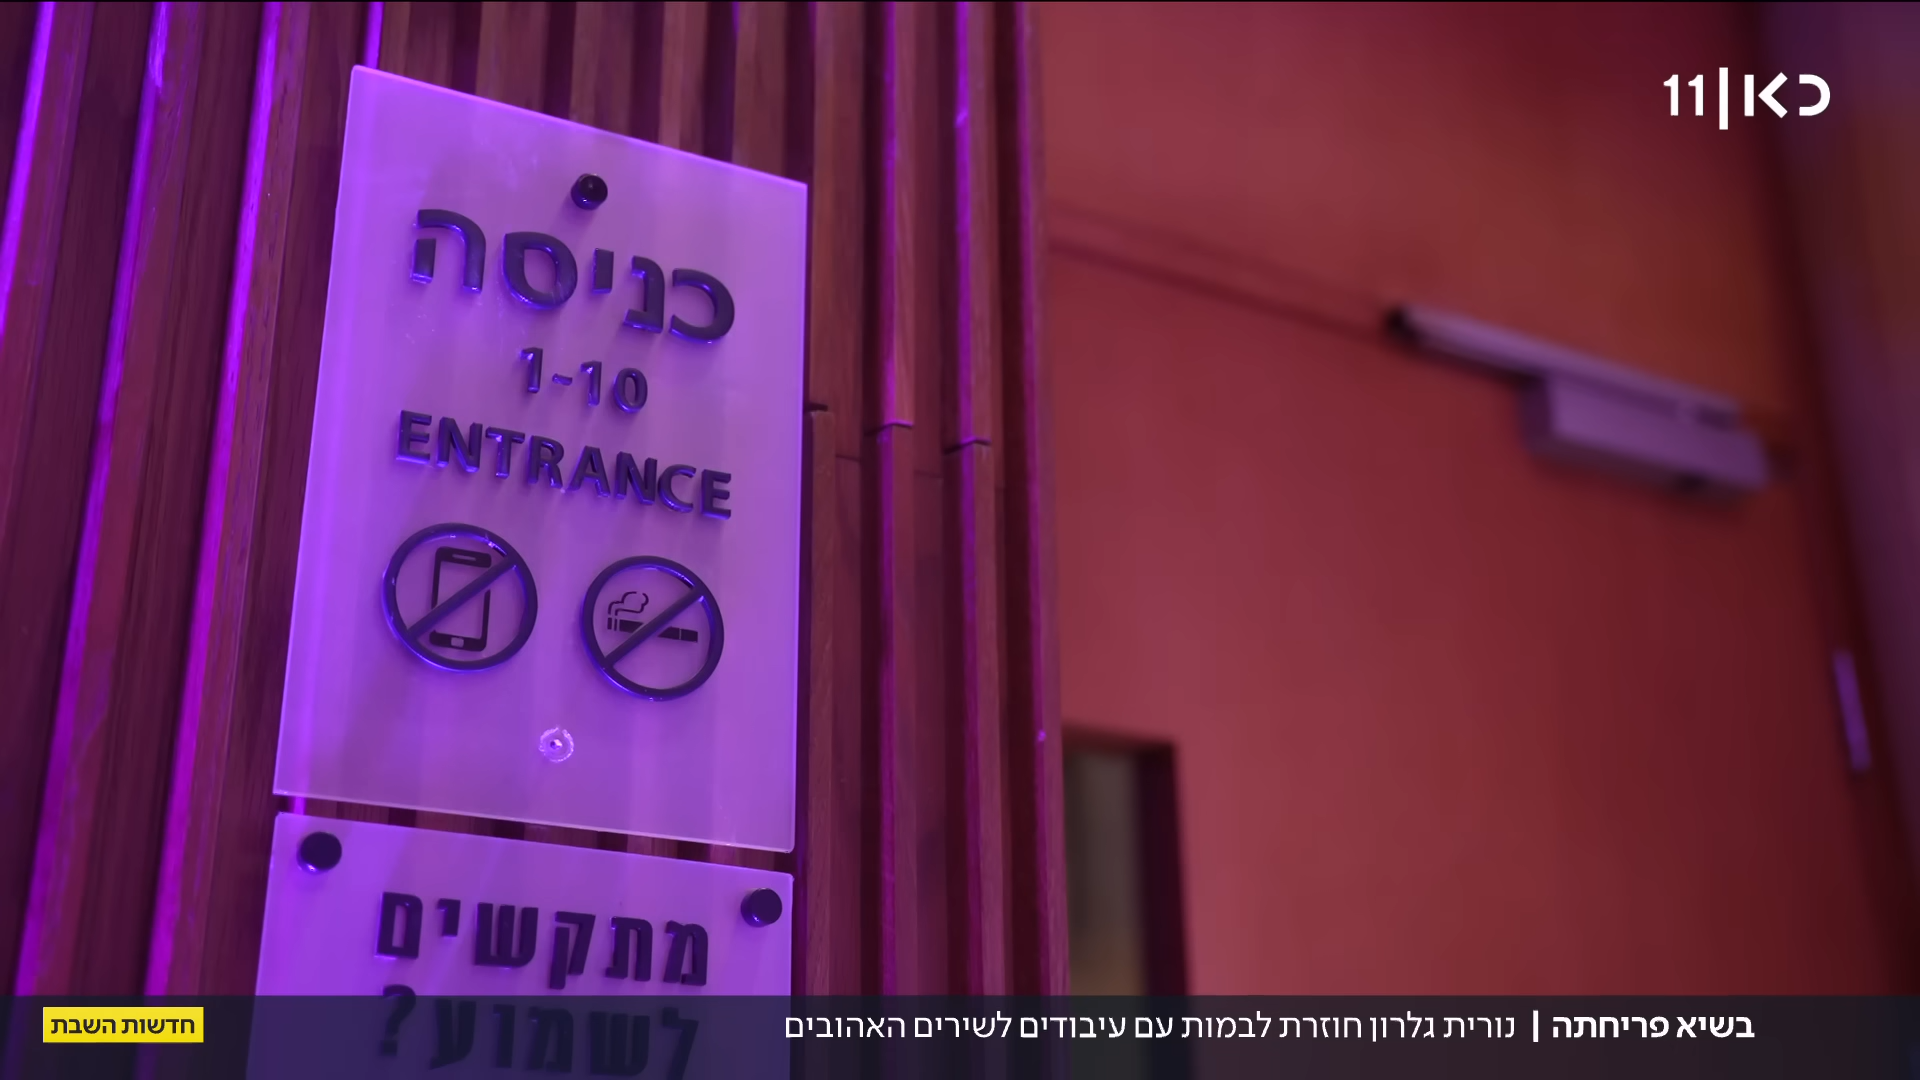 כאן 11
כניסה
1-10
ENTRANCE
מתקשים
לשמוע?
בשיא פריחתה | נורית גלרון חוזרת לבמות עם עיבודים לשירים האהובים
חדשות השבת